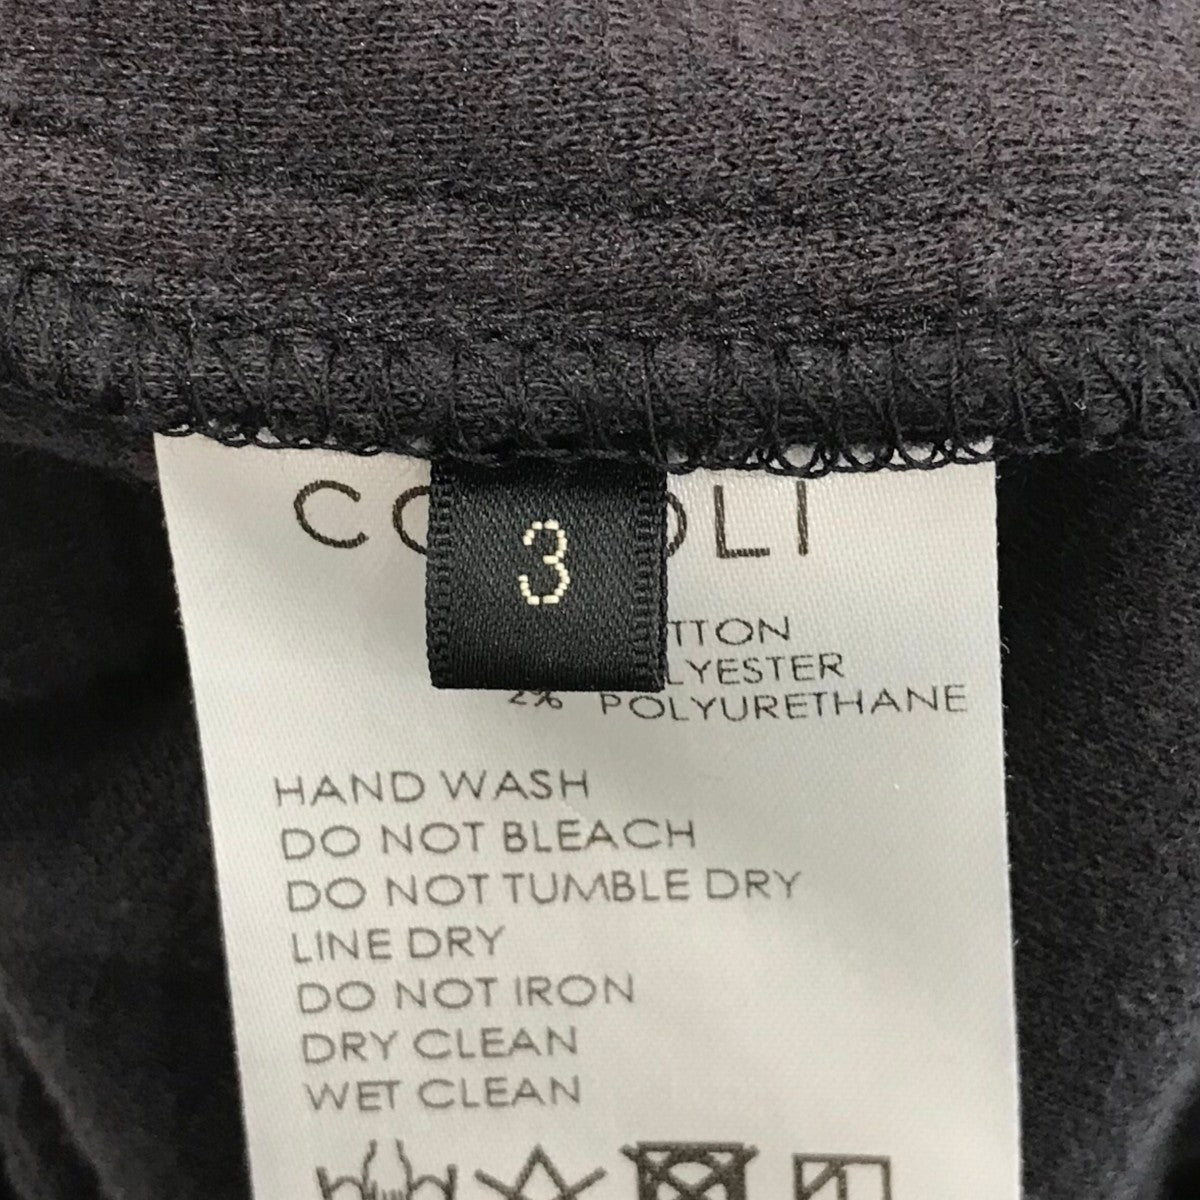 3
TTON
LYESTER
2% POLYURETHANE
HAND WASH
DO NOT BLEACH
DO NOT TUMBLE DRY
LINE DRY
DO NOT IRON
DRY CLEAN
WET CLEAN